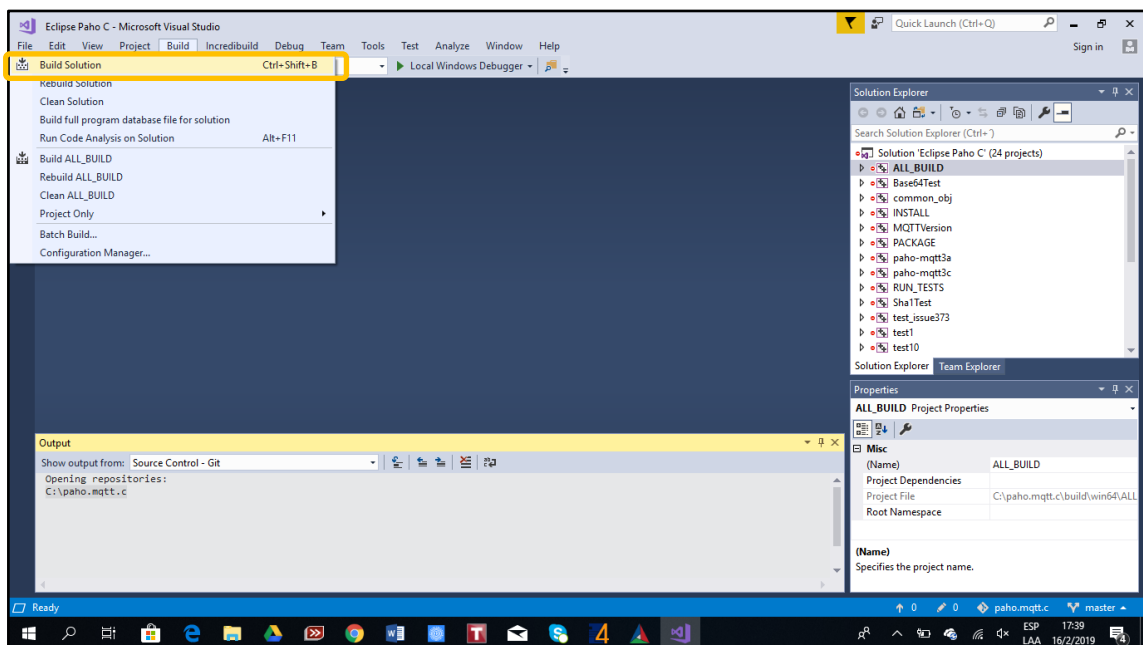 Eclipse Paho C - Microsoft Visual Studio
Quick Launch (Ctrl+Q)
File Edit View Project Build Incredibuild Debug Team Tools Test Analyze Window Help
Sign in
Build Solution Ctrl+Shift+B
Local Windows Debugger
Rebuild Solution
Clean Solution
Build full program database file for solution
Run Code Analysis on Solution Alt+F11
Build ALL_BUILD
Rebuild ALL_BUILD
Clean ALL_BUILD
Project Only
Batch Build...
Configuration Manager...
Solution Explorer
Search Solution Explorer (Ctrl+´)
Solution 'Eclipse Paho C' (24 projects)
ALL_BUILD
Base64Test
common_obj
INSTALL
MQTTVersion
PACKAGE
paho-mqtt3a
paho-mqtt3c
RUN_TESTS
Sha1Test
test_issue373
test1
test10
Solution Explorer Team Explorer
Properties
ALL_BUILD Project Properties
Misc
(Name) ALL_BUILD
Project Dependencies
Project File C:\paho.mqtt.c\build\win64\ALL
Root Namespace
(Name)
Specifies the project name.
Output
Show output from: Source Control - Git
Opening repositories:
C:\paho.mqtt.c
Ready
0 0 paho.mqtt.c master
ESP 17:39
LAA 16/2/2019